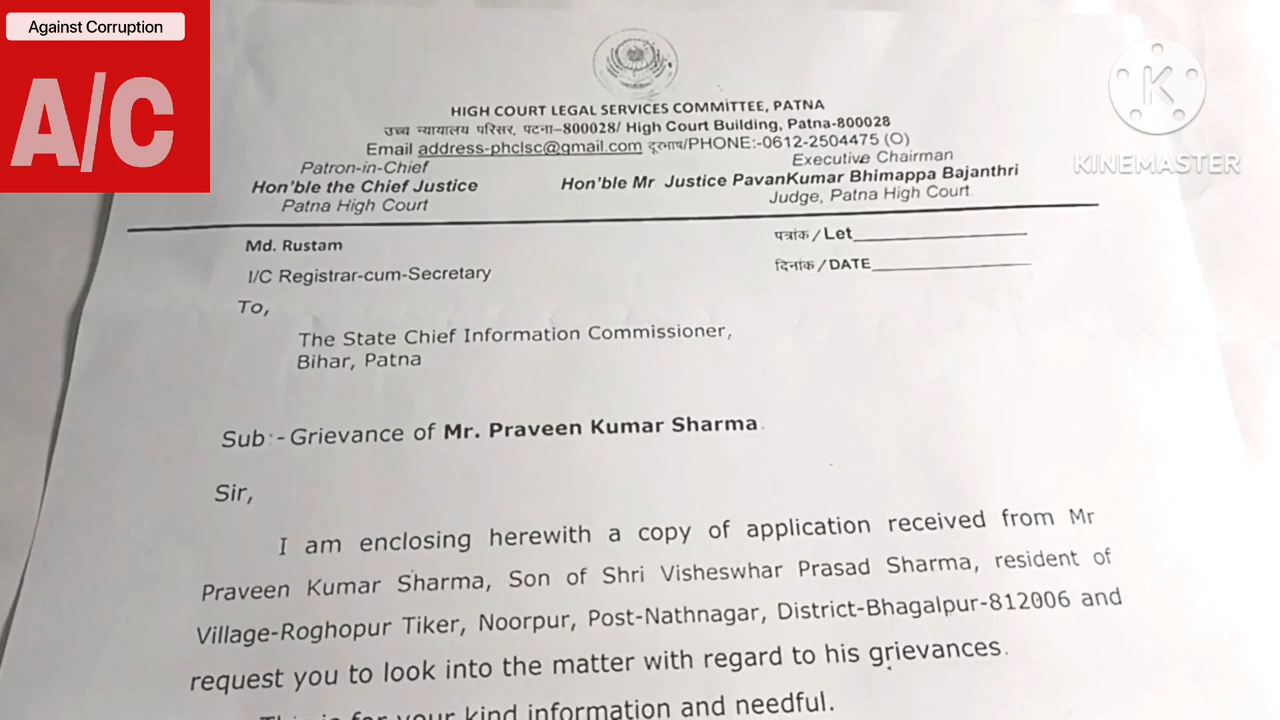 Against Corruption
A/C
KINEMASTER
HIGH COURT LEGAL SERVICES COMMITTEE, PATNA
उच्च न्यायालय परिसर, पटना-800028/ High Court Building, Patna-800028
Email address-phclsc@gmail.com दूरभाष/PHONE:-0612-2504475 (O)
Patron-in-Chief
Hon'ble the Chief Justice
Patna High Court
Executive Chairman
Hon'ble Mr Justice PavanKumar Bhimappa Bajanthri
Judge, Patna High Court
Md. Rustam
I/C Registrar-cum-Secretary
पत्रांक / Let
दिनांक / DATE
To,
The State Chief Information Commissioner,
Bihar, Patna
Sub:- Grievance of Mr. Praveen Kumar Sharma.
Sir,
I am enclosing herewith a copy of application received from Mr
Praveen Kumar Sharma, Son of Shri Visheswhar Prasad Sharma, resident of
Village-Roghopur Tiker, Noorpur, Post-Nathnagar, District-Bhagalpur-812006 and
request you to look into the matter with regard to his grievances.
This is for your kind information and needful.